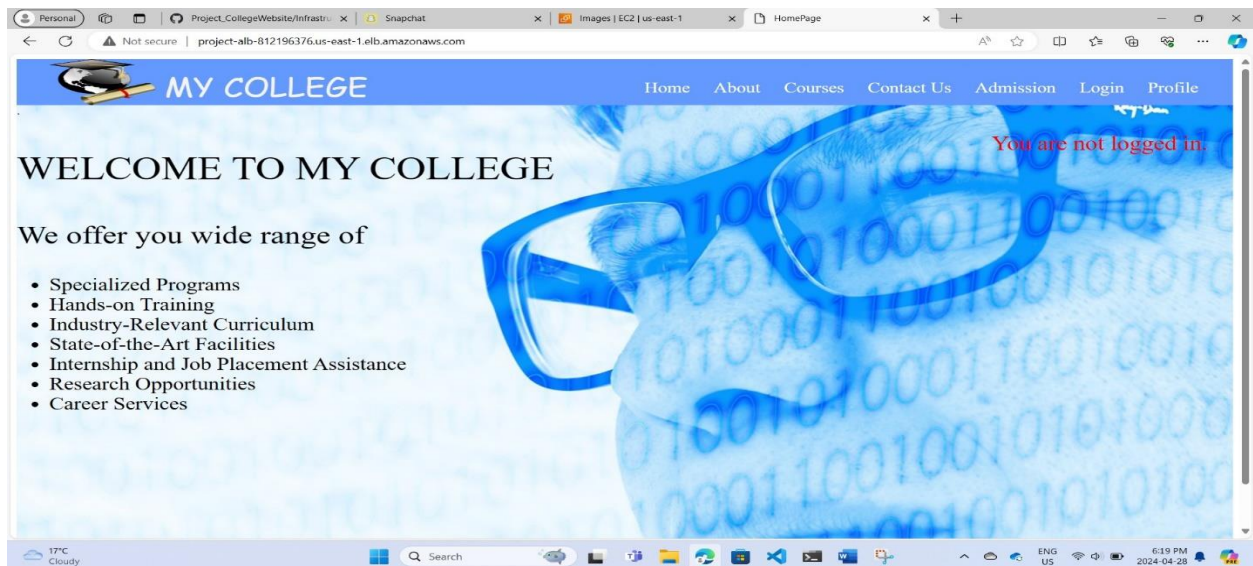 Personal
Project_CollegeWebsite/Infrastru
Snapchat
Images | EC2 | us-east-1
HomePage
Not secure | project-alb-812196376.us-east-1.elb.amazonaws.com
MY COLLEGE
Home About Courses Contact Us Admission Login Profile
You are not logged in.
WELCOME TO MY COLLEGE
We offer you wide range of
• Specialized Programs
• Hands-on Training
• Industry-Relevant Curriculum
• State-of-the-Art Facilities
• Internship and Job Placement Assistance
• Research Opportunities
• Career Services
17°C
Cloudy
Search
ENG
US
6:19 PM
2024-04-28